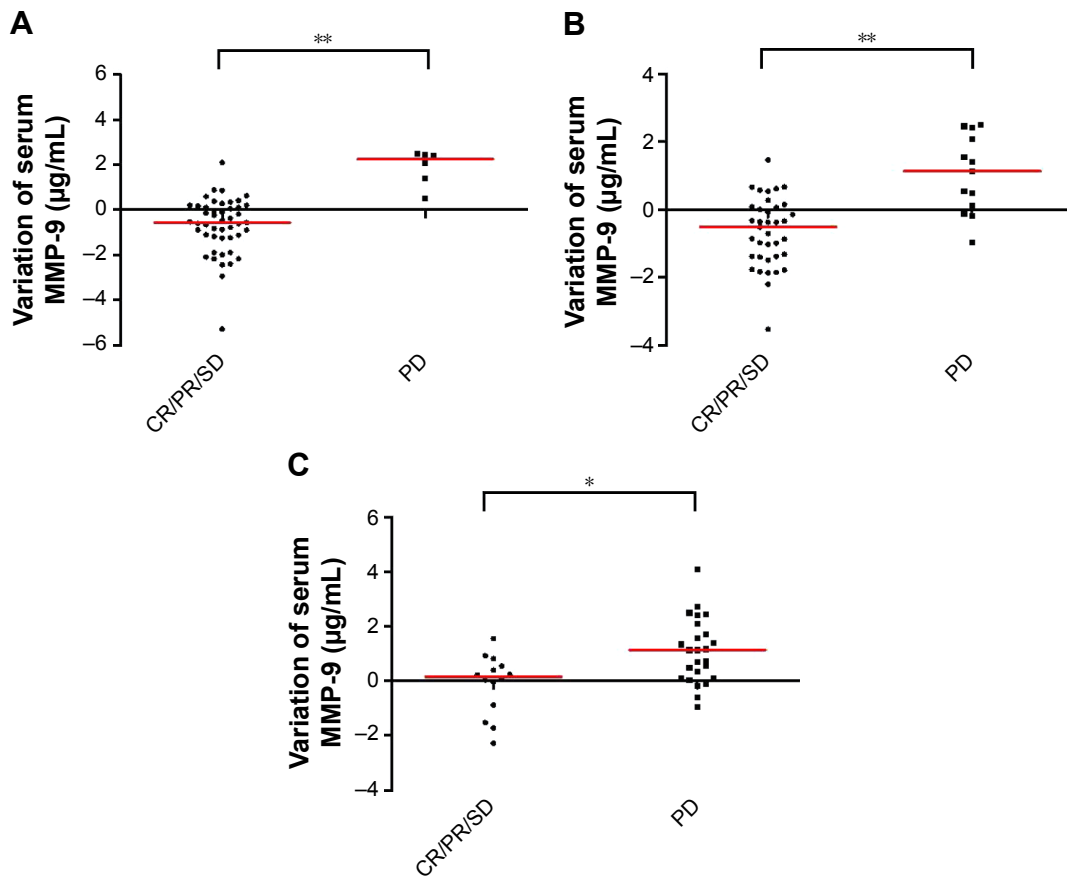 A
**
Variation of serum
MMP-9 (µg/mL)
6
4
2
0
–2
–4
–6
CR/PR/SD
PD
B
**
Variation of serum
MMP-9 (µg/mL)
4
2
0
–2
–4
CR/PR/SD
PD
C
*
Variation of serum
MMP-9 (µg/mL)
6
4
2
0
–2
–4
CR/PR/SD
PD